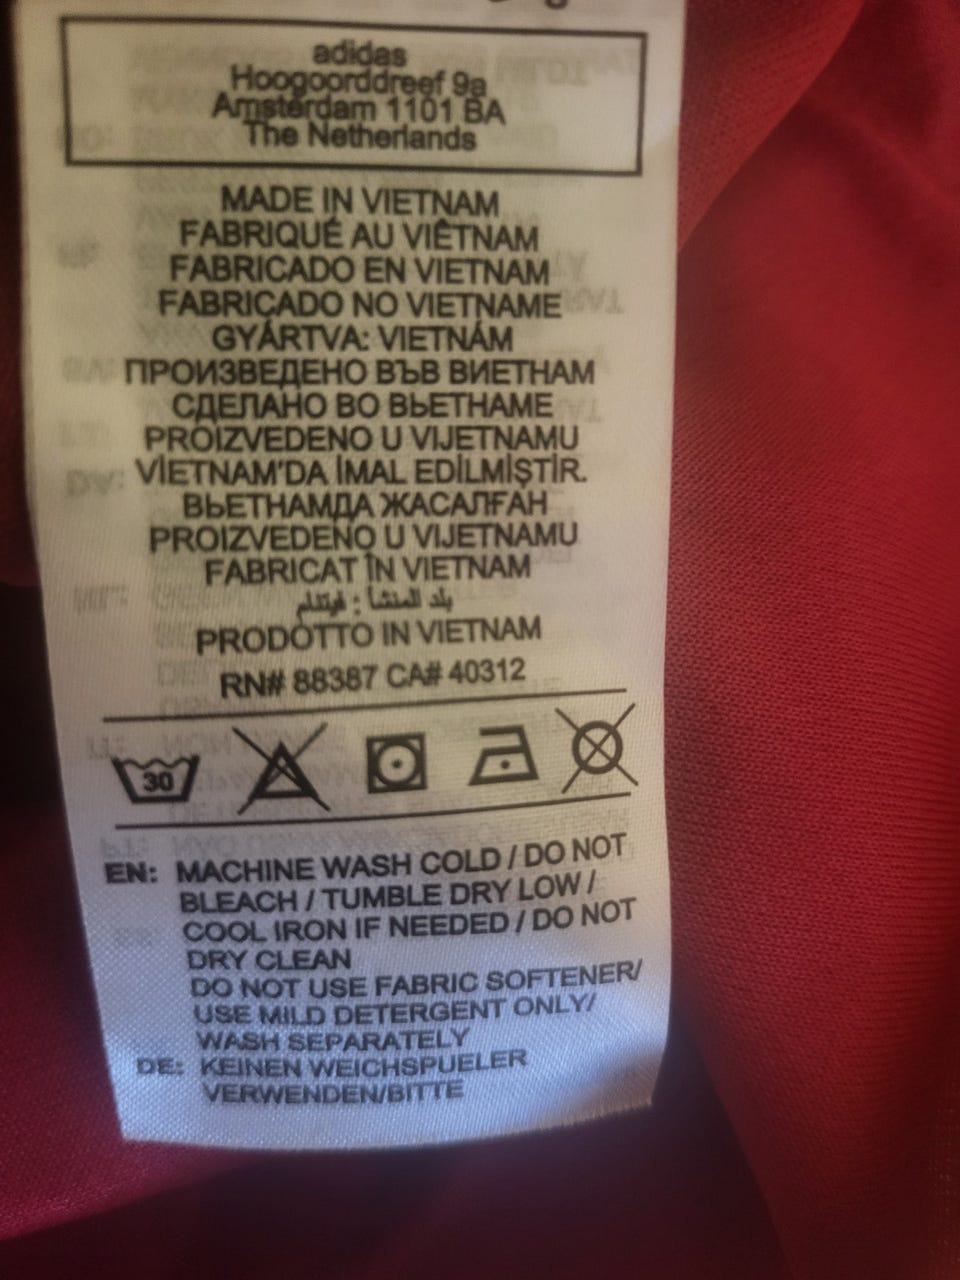 adidas
Hoogoorddreef 9a
Amsterdam 1101 BA
The Netherlands
MADE IN VIETNAM
FABRIQUÉ AU VIÊTNAM
FABRICADO EN VIETNAM
FABRICADO NO VIETNAME
GYÁRTVA: VIETNÁM
ПРОИЗВЕДЕНО ВЪВ ВИЕТНАМ
СДЕЛАНО ВО ВЬЕТНАМЕ
PROIZVEDENO U VIJETNAMU
VİETNAM'DA İMAL EDİLMİŞTİR.
ВЬЕТНАМДА ЖАСАЛҒАН
PROIZVEDENO U VIJETNAMU
FABRICAT ÎN VIETNAM
بلد المنشأ : فيتنام
PRODOTTO IN VIETNAM
RN# 88387 CA# 40312
30
EN: MACHINE WASH COLD / DO NOT
BLEACH / TUMBLE DRY LOW /
COOL IRON IF NEEDED / DO NOT
DRY CLEAN
DO NOT USE FABRIC SOFTENER/
USE MILD DETERGENT ONLY/
WASH SEPARATELY
DE: KEINEN WEICHSPUELER
VERWENDEN/BITTE